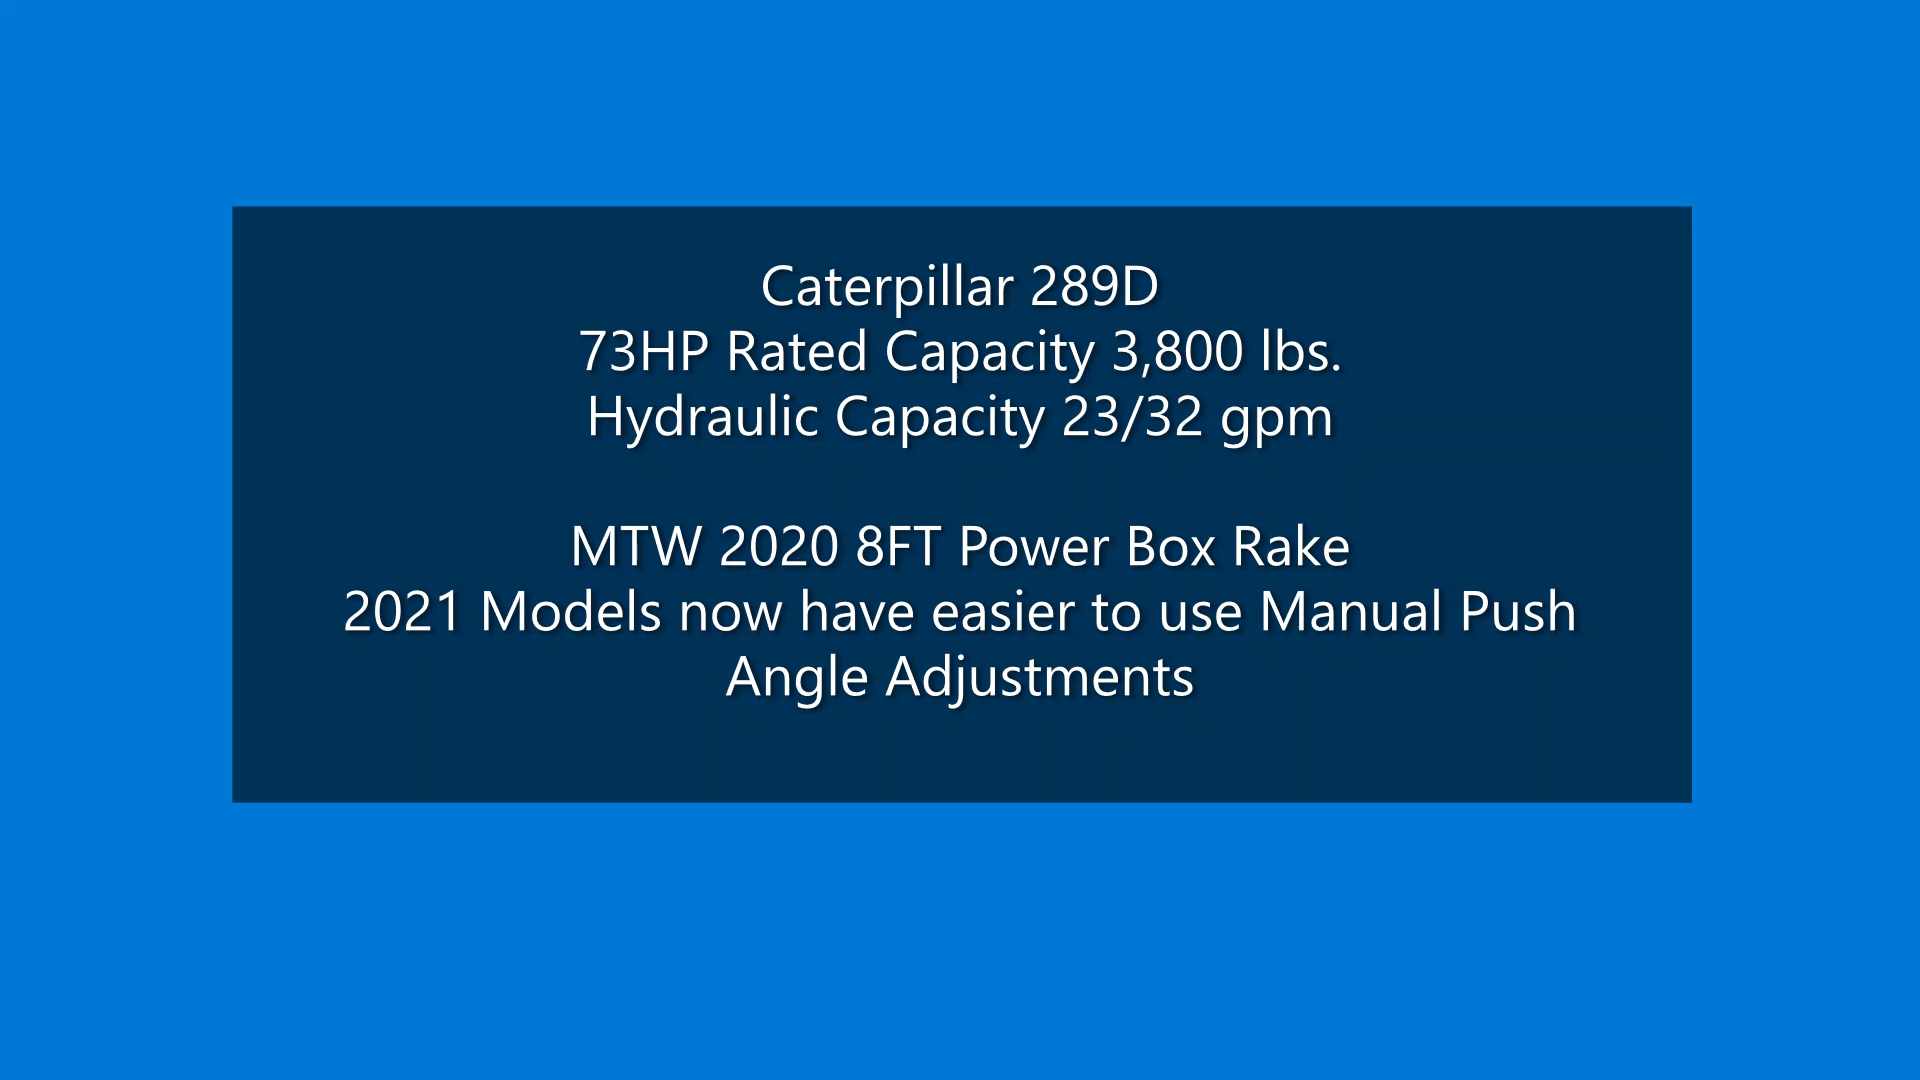 Caterpillar 289D
73HP Rated Capacity 3,800 lbs.
Hydraulic Capacity 23/32 gpm
MTW 2020 8FT Power Box Rake
2021 Models now have easier to use Manual Push
Angle Adjustments